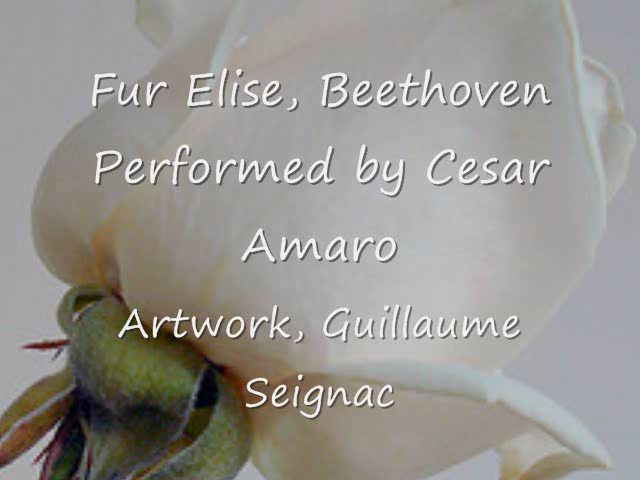 Fur Elise, Beethoven
Performed by Cesar
Amaro
Artwork, Guillaume
Seignac